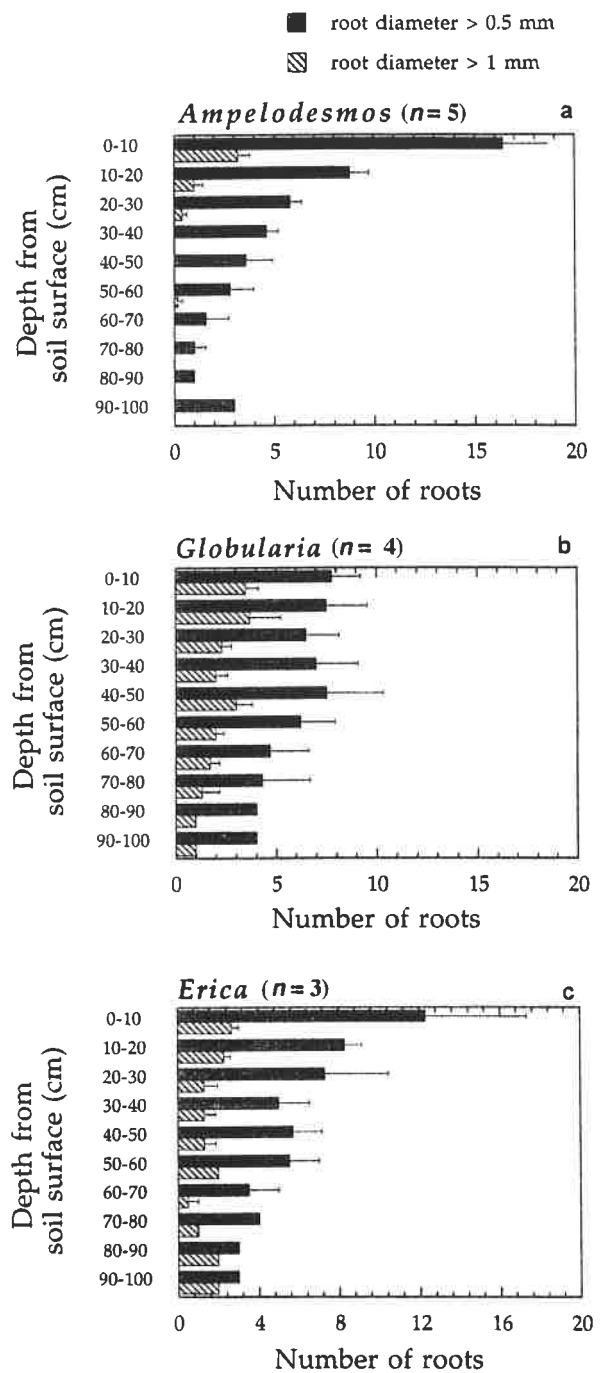 root diameter > 0.5 mm
root diameter > 1 mm
Ampelodesmos (n=5) a
Depth from
soil surface (cm)
0-10
10-20
20-30
30-40
40-50
50-60
60-70
70-80
80-90
90-100
0 5 10 15 20
Number of roots
Globularia (n= 4) b
Depth from
soil surface (cm)
0-10
10-20
20-30
30-40
40-50
50-60
60-70
70-80
80-90
90-100
0 5 10 15 20
Number of roots
Erica (n=3) c
Depth from
soil surface (cm)
0-10
10-20
20-30
30-40
40-50
50-60
60-70
70-80
80-90
90-100
0 4 8 12 16 20
Number of roots